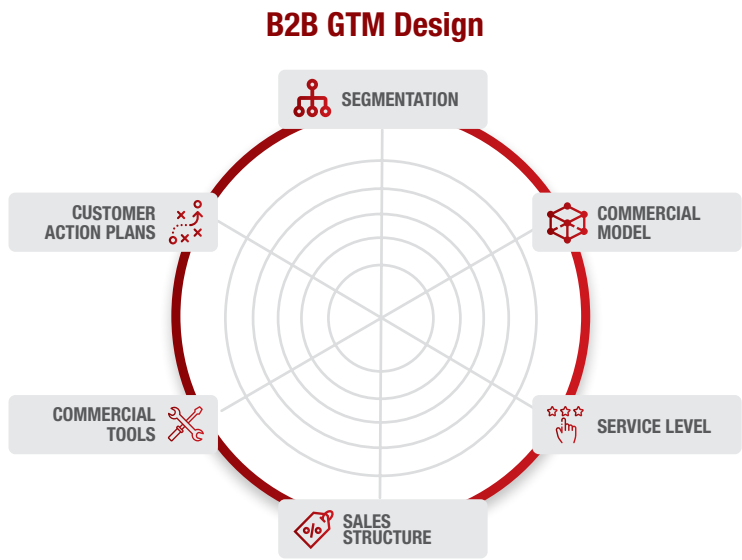 B2B GTM Design
SEGMENTATION
CUSTOMER
ACTION PLANS
COMMERCIAL
MODEL
COMMERCIAL
TOOLS
SERVICE LEVEL
%
SALES
STRUCTURE